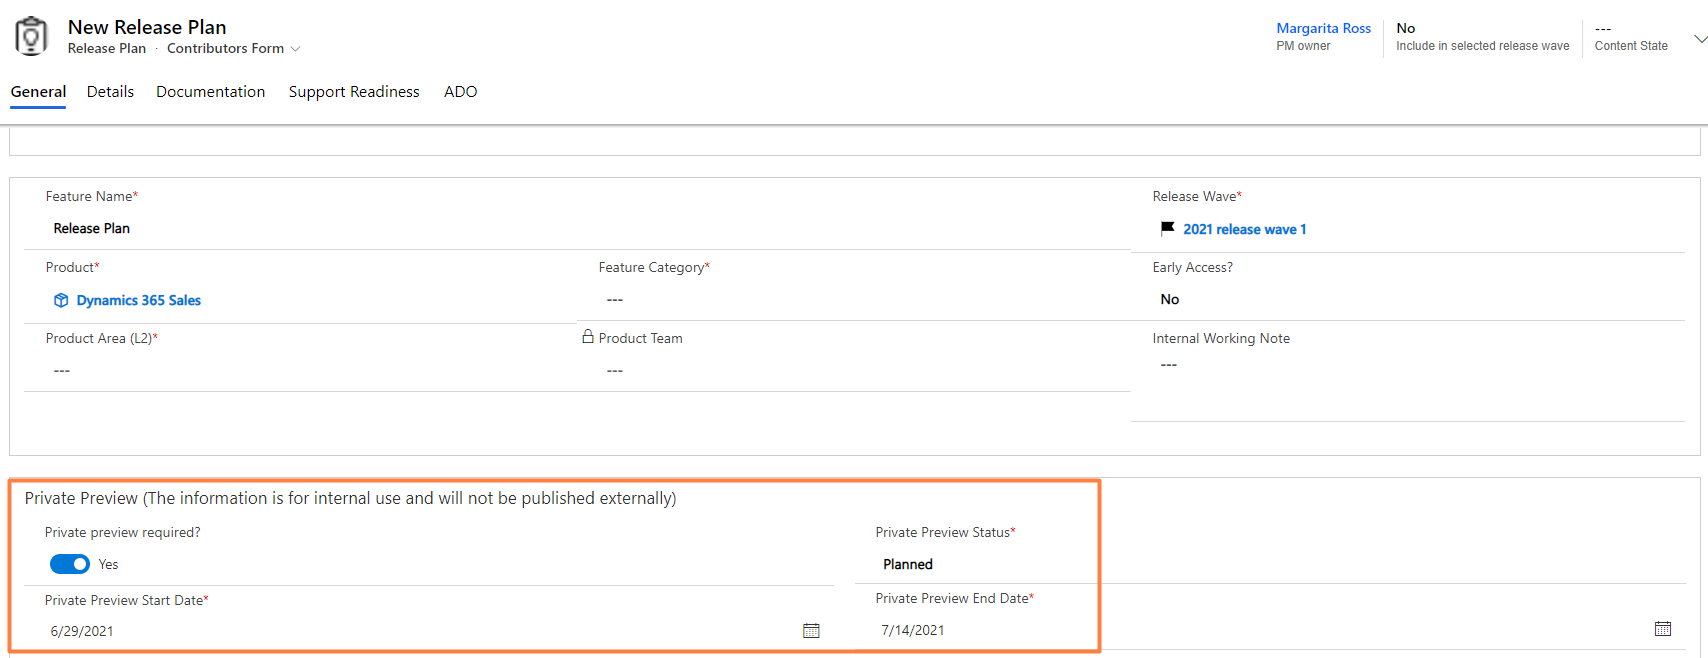 New Release Plan
Release Plan · Contributors Form
Margarita Ross
PM owner
No
Include in selected release wave
---
Content State
General Details Documentation Support Readiness ADO
Feature Name*
Release Plan
Release Wave*
2021 release wave 1
Product*
Dynamics 365 Sales
Feature Category*
---
Early Access?
No
Product Area (L2)*
---
Product Team
---
Internal Working Note
---
Private Preview (The information is for internal use and will not be published externally)
Private preview required?
Yes
Private Preview Status*
Planned
Private Preview Start Date*
6/29/2021
Private Preview End Date*
7/14/2021